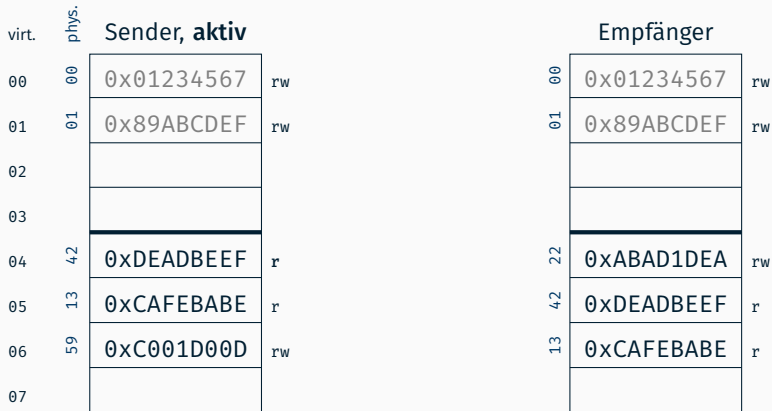 virt. phys. Sender, aktiv Empfänger
00 00 0x01234567 rw 00 0x01234567 rw
01 01 0x89ABCDEF rw 01 0x89ABCDEF rw
02
03
04 42 0xDEADBEEF r 22 0xABAD1DEA rw
05 13 0xCAFEBABE r 42 0xDEADBEEF r
06 59 0xC001D00D rw 13 0xCAFEBABE r
07